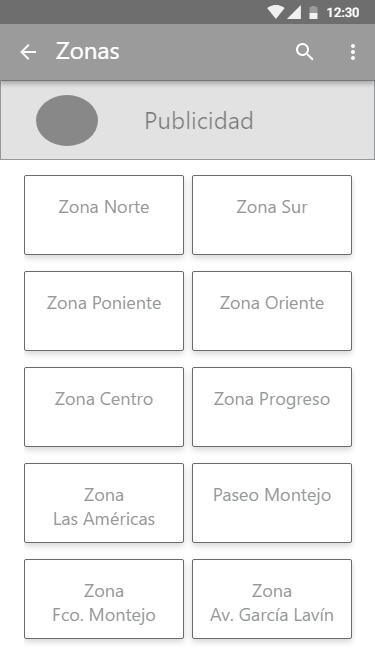 12:30
Zonas
Publicidad
Zona Norte
Zona Sur
Zona Poniente
Zona Oriente
Zona Centro
Zona Progreso
Zona
Las Américas
Paseo Montejo
Zona
Fco. Montejo
Zona
Av. García Lavín